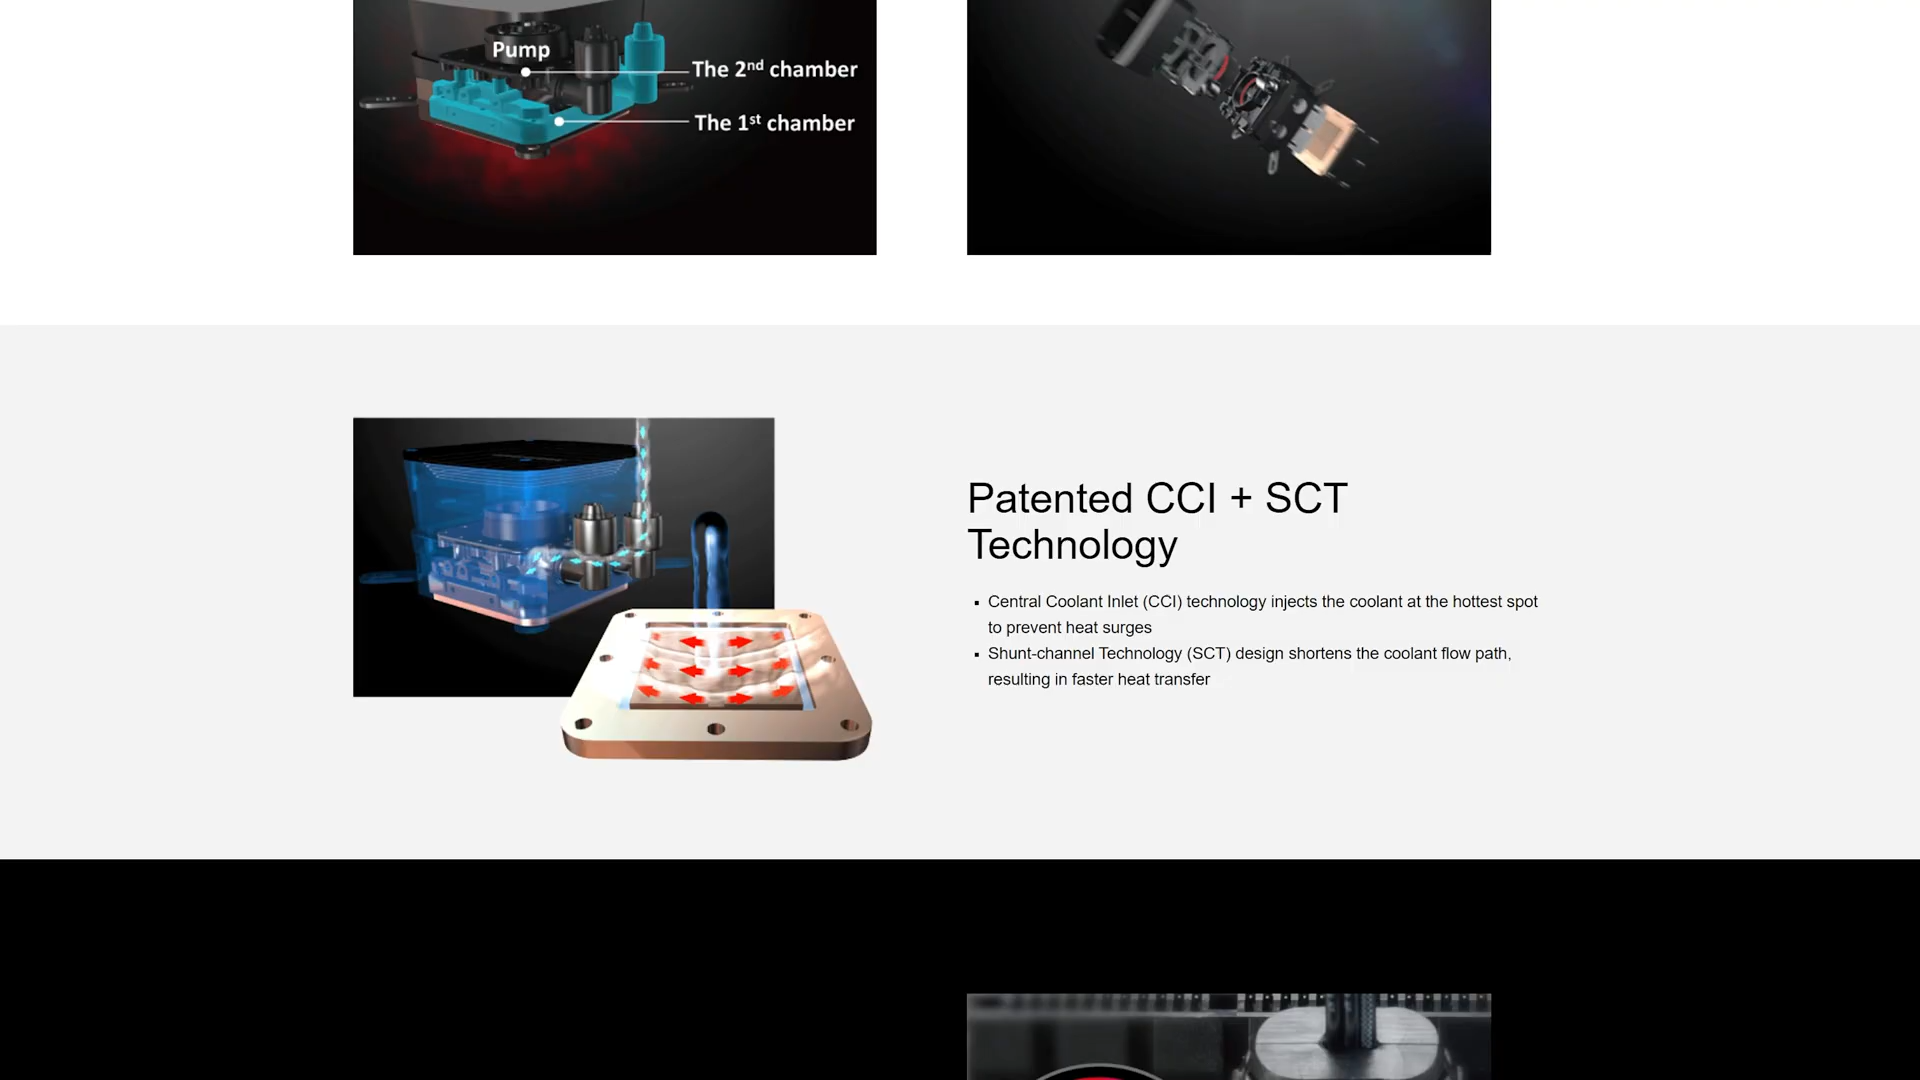 Pump
The 2nd chamber
The 1st chamber
Patented CCI + SCT
Technology
▪ Central Coolant Inlet (CCI) technology injects the coolant at the hottest spot
to prevent heat surges
▪ Shunt-channel Technology (SCT) design shortens the coolant flow path,
resulting in faster heat transfer